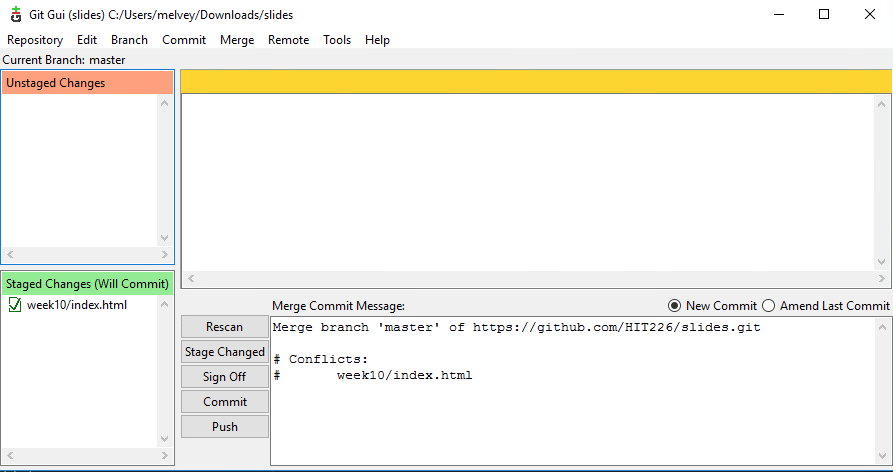 Git Gui (slides) C:/Users/melvey/Downloads/slides
Repository Edit Branch Commit Merge Remote Tools Help
Current Branch: master
Unstaged Changes
Staged Changes (Will Commit)
week10/index.html
Rescan
Stage Changed
Sign Off
Commit
Push
Merge Commit Message:
New Commit
Amend Last Commit
Merge branch 'master' of https://github.com/HIT226/slides.git
# Conflicts:
# week10/index.html